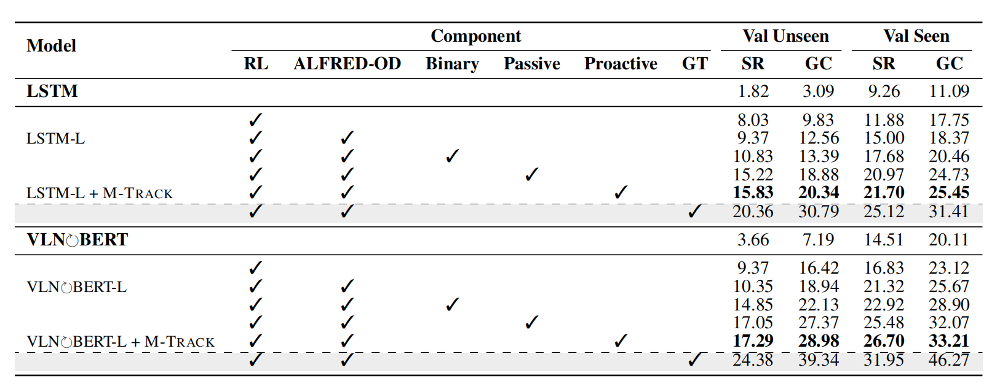 Model Component Val Unseen Val Seen
RL ALFRED-OD Binary Passive Proactive GT SR GC SR GC
LSTM 1.82 3.09 9.26 11.09
✓ 8.03 9.83 11.88 17.75
LSTM-L ✓ ✓ 9.37 12.56 15.00 18.37
✓ ✓ ✓ 10.83 13.39 17.68 20.46
✓ ✓ ✓ 15.22 18.88 20.97 24.73
LSTM-L + M-TRACK ✓ ✓ ✓ 15.83 20.34 21.70 25.45
✓ ✓ ✓ 20.36 30.79 25.12 31.41
VLN↻BERT 3.66 7.19 14.51 20.11
✓ 9.37 16.42 16.83 23.12
VLN↻BERT-L ✓ ✓ 10.35 18.94 21.32 25.67
✓ ✓ ✓ 14.85 22.13 22.92 28.90
✓ ✓ ✓ 17.05 27.37 25.48 32.07
VLN↻BERT-L + M-TRACK ✓ ✓ ✓ 17.29 28.98 26.70 33.21
✓ ✓ ✓ 24.38 39.34 31.95 46.27